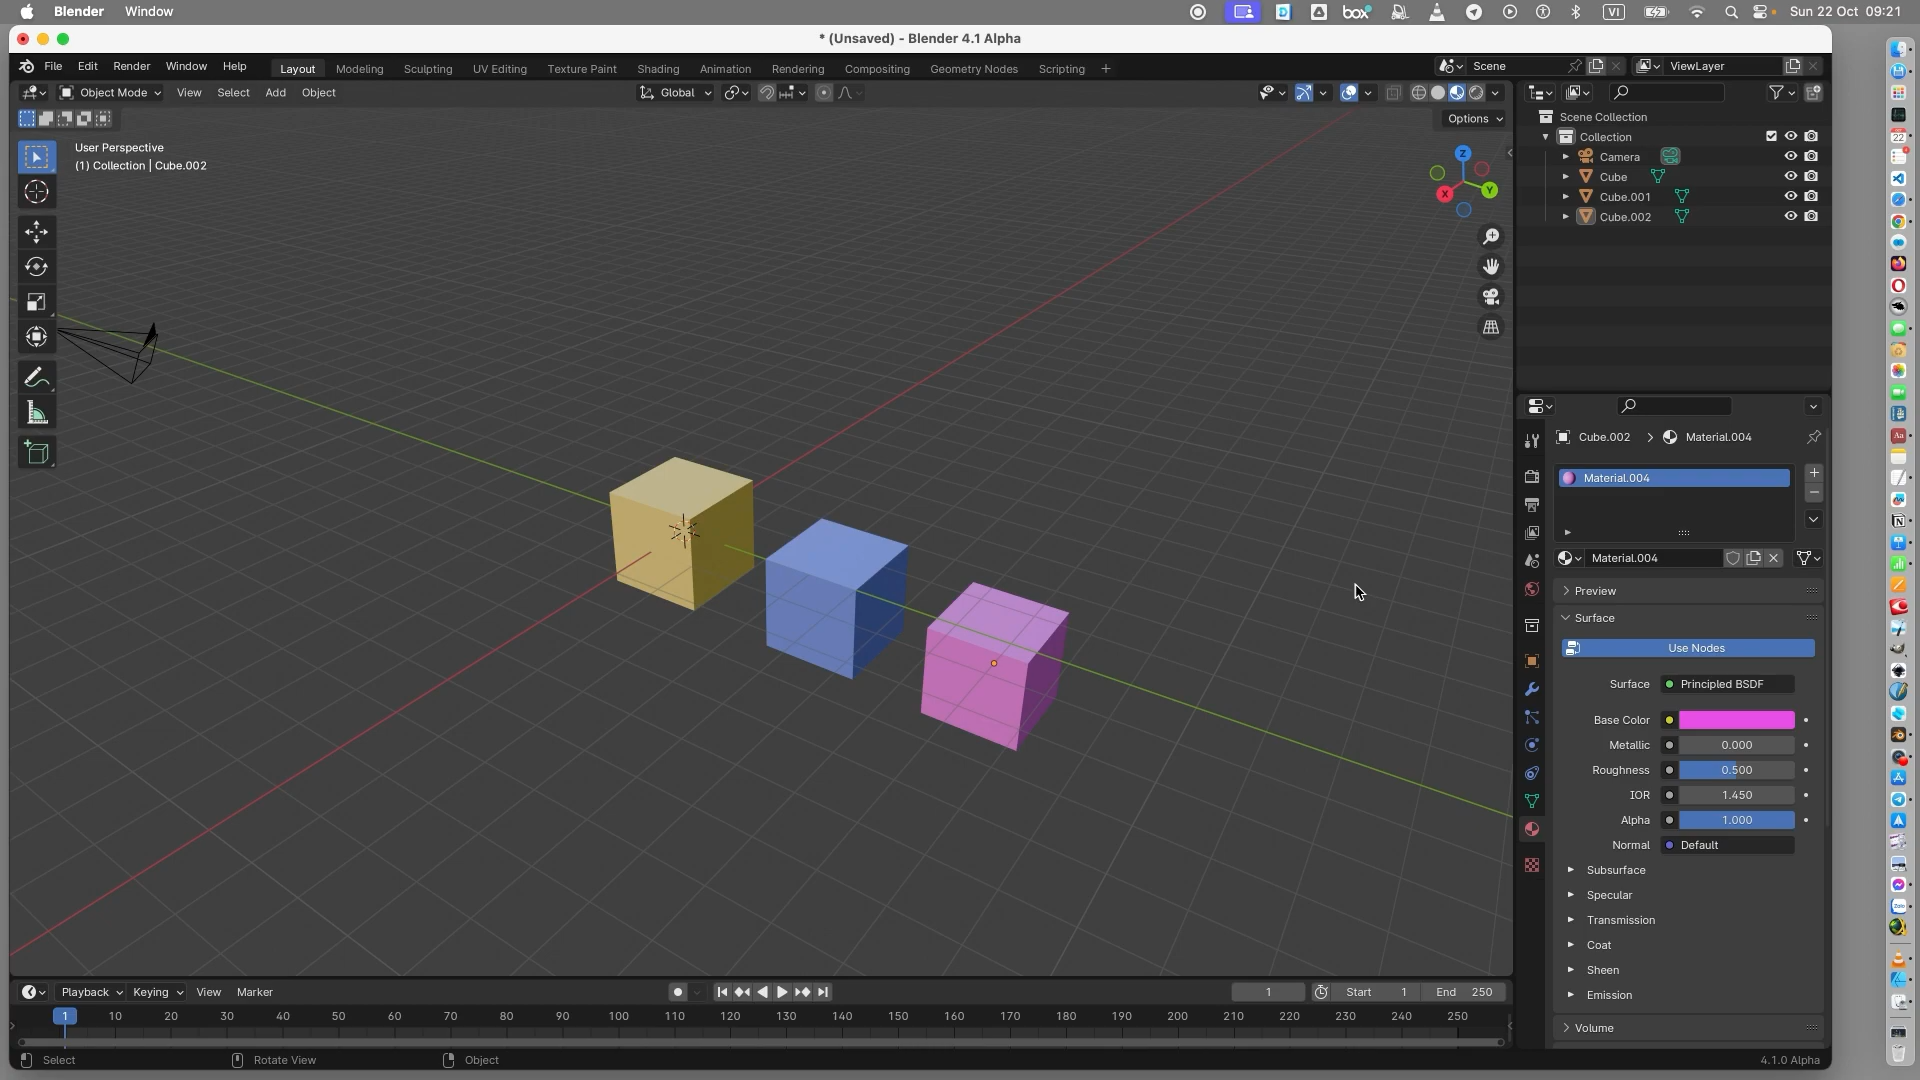 Blender Window
box
VI
Sun 22 Oct 09:21
* (Unsaved) - Blender 4.1 Alpha
File Edit Render Window Help
Layout Modeling Sculpting UV Editing Texture Paint Shading Animation Rendering Compositing Geometry Nodes Scripting +
Scene
ViewLayer
Object Mode View Select Add Object
Global
Options
User Perspective
(1) Collection | Cube.002
Z
X
Y
Scene Collection
Collection
Camera
Cube
Cube.001
Cube.002
Cube.002 > Material.004
Material.004
Material.004
Preview
Surface
Use Nodes
Surface Principled BSDF
Base Color
Metallic 0.000
Roughness 0.500
IOR 1.450
Alpha 1.000
Normal Default
Subsurface
Specular
Transmission
Coat
Sheen
Emission
Volume
Playback Keying View Marker
1 Start 1 End 250
1 10 20 30 40 50 60 70 80 90 100 110 120 130 140 150 160 170 180 190 200 210 220 230 240 250
Select Rotate View Object
4.1.0 Alpha